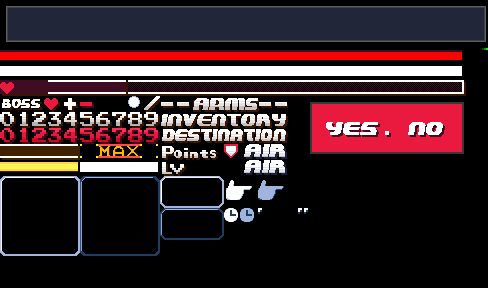 BOSS + - / -- ARMS --
0123456789 INVENTORY
0123456789 DESTINATION
YES. NO
MAX Points AIR
LV AIR